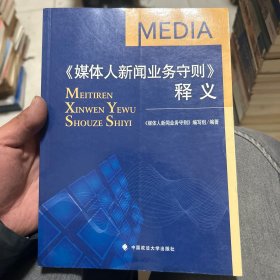 MEDIA
《媒体人新闻业务守则》
释义
MEITIREN
XINWEN YEWU
SHOUZE SHIYI
《媒体人新闻业务守则》编写组/编著
中国政法大学出版社